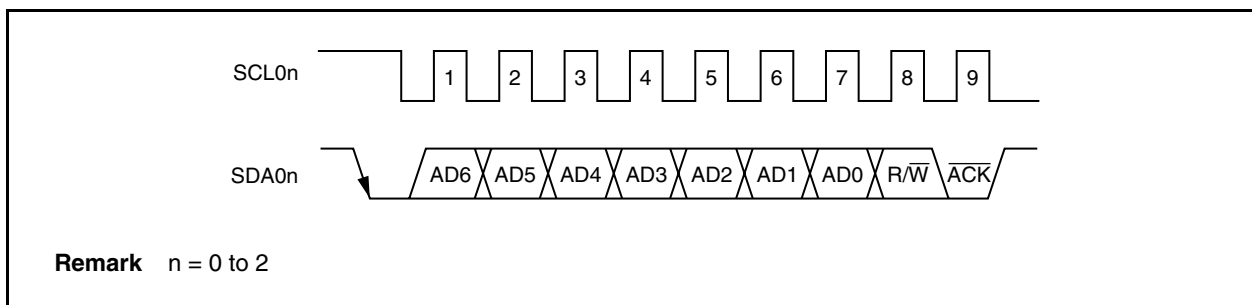 SCL0n 1 2 3 4 5 6 7 8 9
SDA0n AD6 AD5 AD4 AD3 AD2 AD1 AD0 R/W̅ A̅C̅K̅
Remark n = 0 to 2